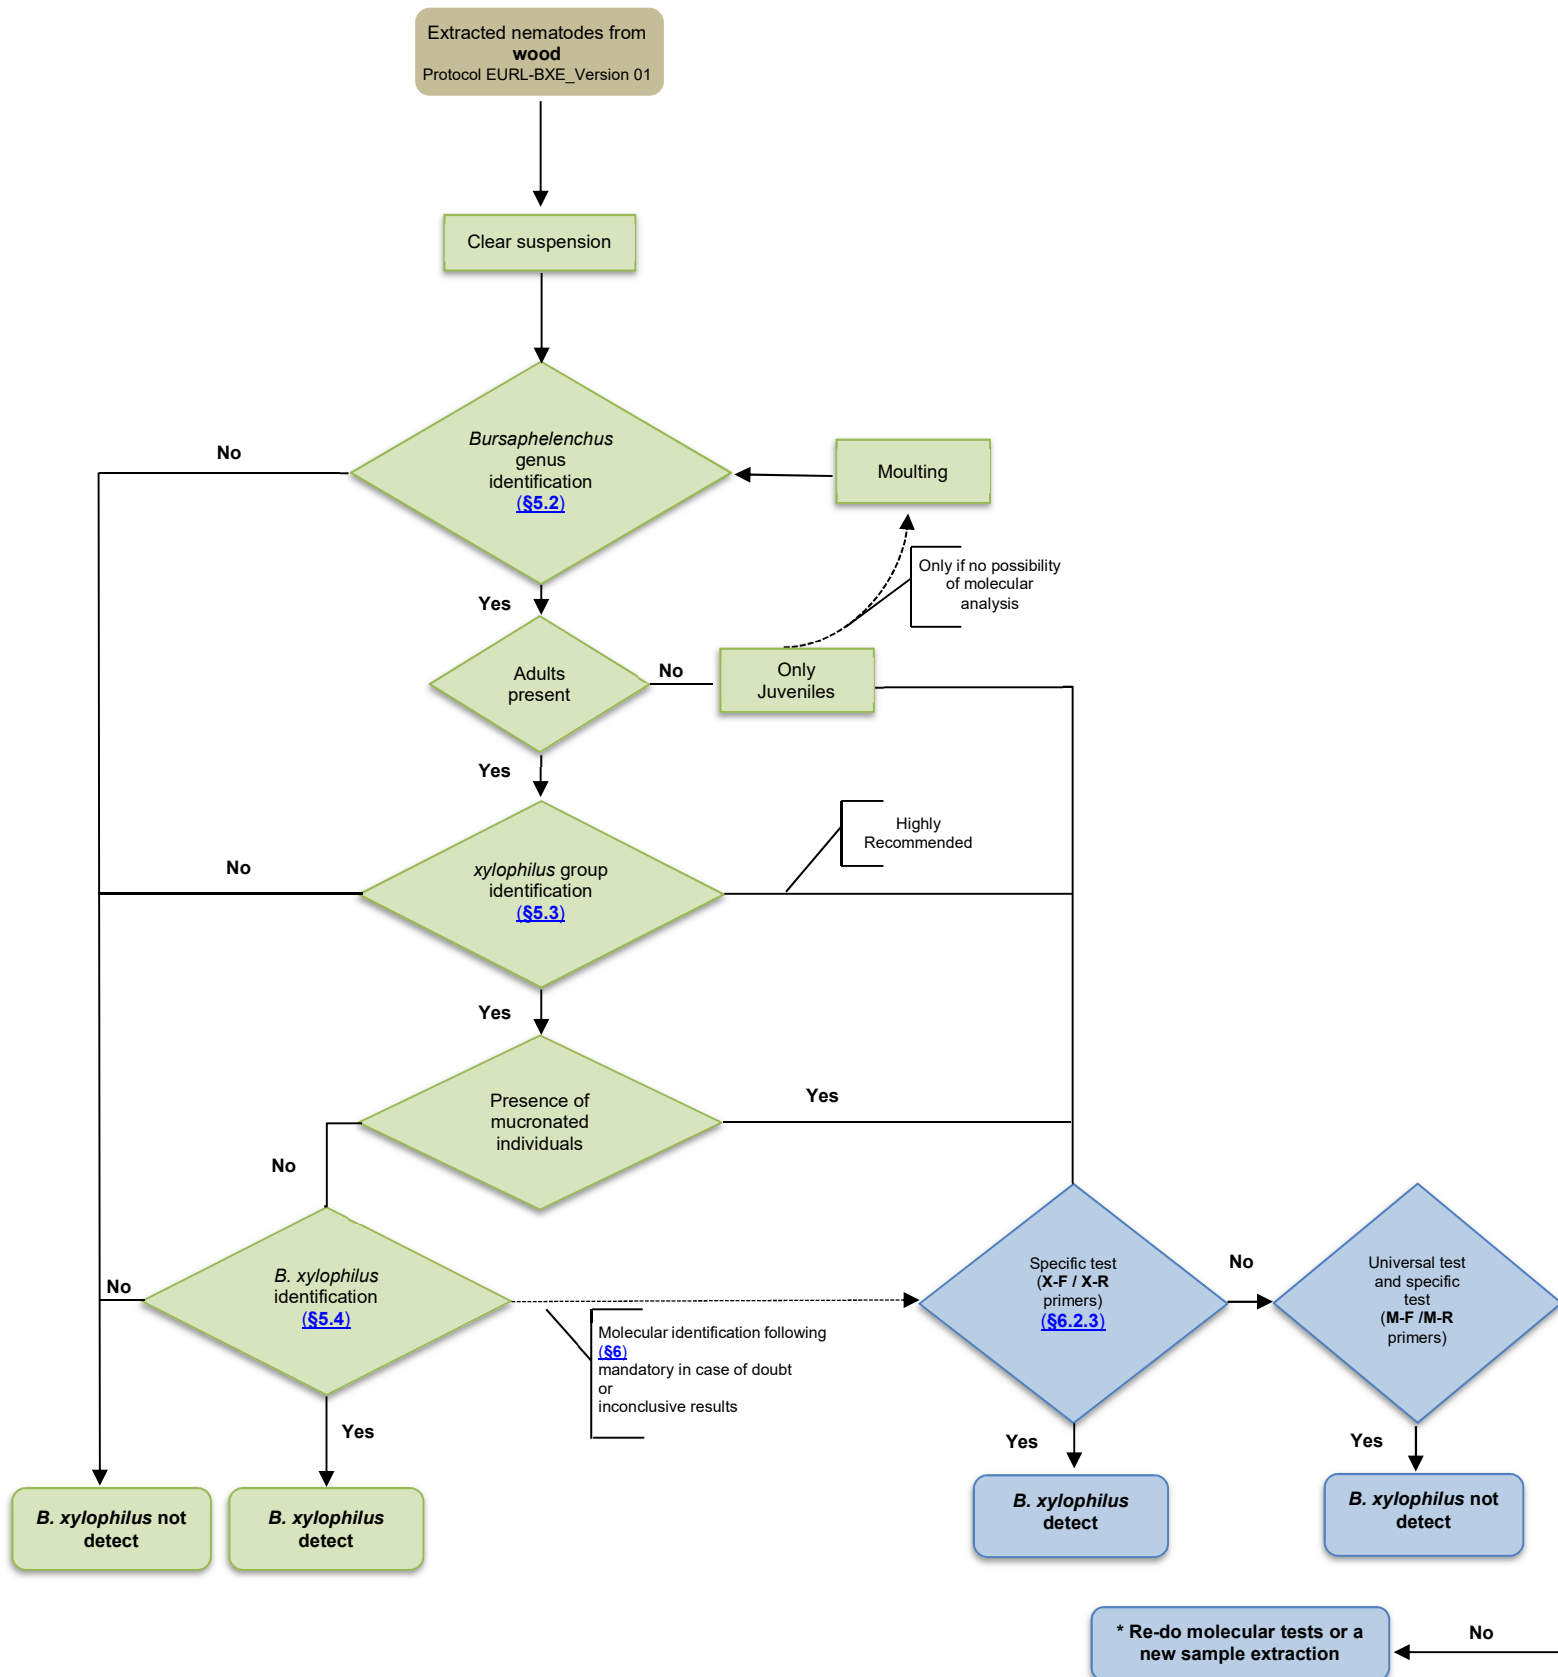 Extracted nematodes from
wood
Protocol EURL-BXE_Version 01
Clear suspension
Bursaphelenchus
genus
identification
(§5.2)
No
Moulting
Only if no possibility
of molecular
analysis
Yes
Adults
present
No
Only
Juveniles
Yes
Highly
Recommended
xylophilus group
identification
(§5.3)
No
Yes
Presence of
mucronated
individuals
Yes
No
B. xylophilus
identification
(§5.4)
No
Molecular identification following
(§6)
mandatory in case of doubt
or
inconclusive results
Specific test
(X-F / X-R
primers)
(§6.2.3)
No
Universal test
and specific
test
(M-F /M-R
primers)
Yes
Yes
Yes
B. xylophilus not
detect
B. xylophilus
detect
B. xylophilus
detect
B. xylophilus not
detect
* Re-do molecular tests or a
new sample extraction
No